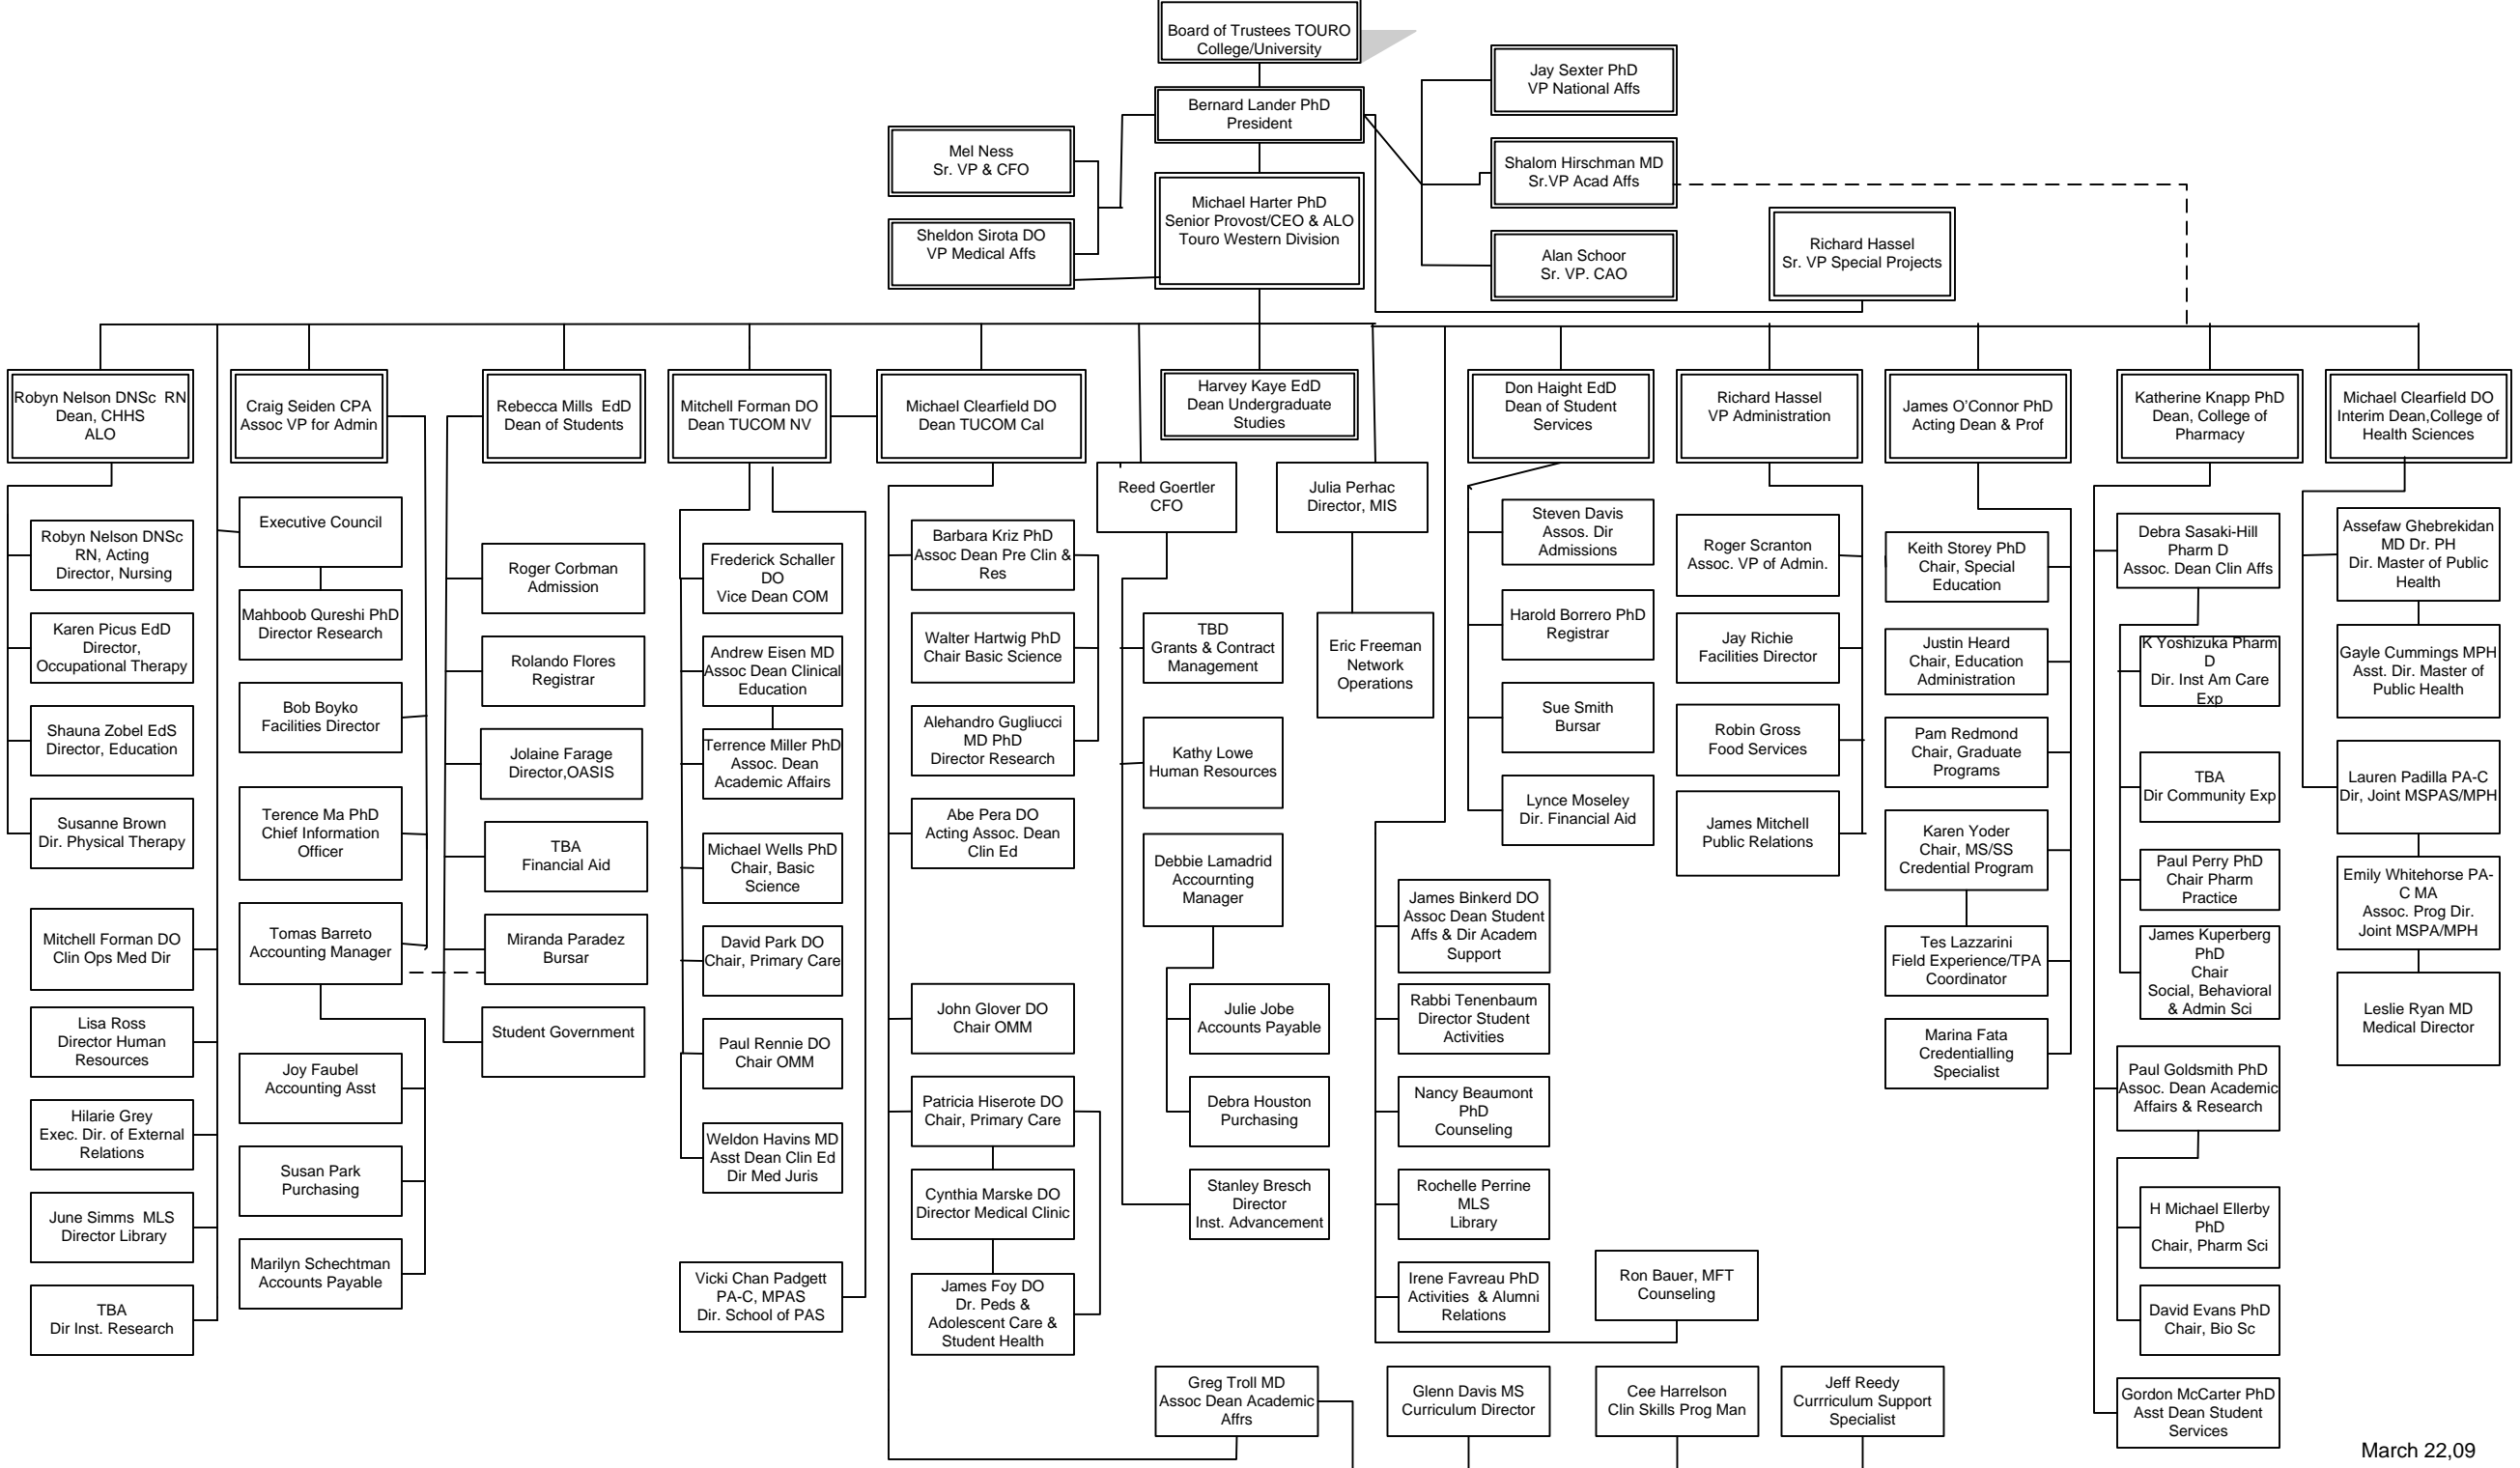 Board of Trustees TOURO
College/University
Bernard Lander PhD
President
Jay Sexter PhD
VP National Affs
Mel Ness
Sr. VP & CFO
Shalom Hirschman MD
Sr.VP Acad Affs
Michael Harter PhD
Senior Provost/CEO & ALO
Touro Western Division
Sheldon Sirota DO
VP Medical Affs
Alan Schoor
Sr. VP. CAO
Richard Hassel
Sr. VP Special Projects
Robyn Nelson DNSc  RN
Dean, CHHS
ALO
Craig Seiden CPA
Assoc VP for Admin
Rebecca Mills  EdD
Dean of Students
Mitchell Forman DO
Dean TUCOM NV
Michael Clearfield DO
Dean TUCOM Cal
Harvey Kaye EdD
Dean Undergraduate
Studies
Don Haight EdD
Dean of Student
Services
Richard Hassel
VP Administration
James O'Connor PhD
Acting Dean & Prof
Katherine Knapp PhD
Dean, College of
Pharmacy
Michael Clearfield DO
Interim Dean,College of
Health Sciences
Robyn Nelson DNSc
RN, Acting
Director, Nursing
Karen Picus EdD
Director,
Occupational Therapy
Shauna Zobel EdS
Director, Education
Susanne Brown
Dir. Physical Therapy
Mitchell Forman DO
Clin Ops Med Dir
Lisa Ross
Director Human
Resources
Hilarie Grey
Exec. Dir. of External
Relations
June Simms  MLS
Director Library
TBA
Dir Inst. Research
Executive Council
Mahboob Qureshi PhD
Director Research
Bob Boyko
Facilities Director
Terence Ma PhD
Chief Information
Officer
Tomas Barreto
Accounting Manager
Joy Faubel
Accounting Asst
Susan Park
Purchasing
Marilyn Schechtman
Accounts Payable
Roger Corbman
Admission
Rolando Flores
Registrar
Jolaine Farage
Director,OASIS
TBA
Financial Aid
Miranda Paradez
Bursar
Student Government
Frederick Schaller
DO
Vice Dean COM
Andrew Eisen MD
Assoc Dean Clinical
Education
Terrence Miller PhD
Assoc. Dean
Academic Affairs
Michael Wells PhD
Chair, Basic
Science
David Park DO
Chair, Primary Care
Paul Rennie DO
Chair OMM
Weldon Havins MD
Asst Dean Clin Ed
Dir Med Juris
Vicki Chan Padgett
PA-C, MPAS
Dir. School of PAS
Barbara Kriz PhD
Assoc Dean Pre Clin &
Res
Walter Hartwig PhD
Chair Basic Science
Alehandro Gugliucci
MD PhD
Director Research
Abe Pera DO
Acting Assoc. Dean
Clin Ed
John Glover DO
Chair OMM
Patricia Hiserote DO
Chair, Primary Care
Cynthia Marske DO
Director Medical Clinic
James Foy DO
Dr. Peds &
Adolescent Care &
Student Health
Reed Goertler
CFO
TBD
Grants & Contract
Management
Kathy Lowe
Human Resources
Debbie Lamadrid
Accournting
Manager
Julie Jobe
Accounts Payable
Debra Houston
Purchasing
Stanley Bresch
Director
Inst. Advancement
Julia Perhac
Director, MIS
Eric Freeman
Network
Operations
James Binkerd DO
Assoc Dean Student
Affs & Dir Academ
Support
Rabbi Tenenbaum
Director Student
Activities
Nancy Beaumont
PhD
Counseling
Rochelle Perrine
MLS
Library
Irene Favreau PhD
Activities  & Alumni
Relations
Ron Bauer, MFT
Counseling
Steven Davis
Assos. Dir
Admissions
Harold Borrero PhD
Registrar
Sue Smith
Bursar
Lynce Moseley
Dir. Financial Aid
Roger Scranton
Assoc. VP of Admin.
Jay Richie
Facilities Director
Robin Gross
Food Services
James Mitchell
Public Relations
Keith Storey PhD
Chair, Special
Education
Justin Heard
Chair, Education
Administration
Pam Redmond
Chair, Graduate
Programs
Karen Yoder
Chair, MS/SS
Credential Program
Tes Lazzarini
Field Experience/TPA
Coordinator
Marina Fata
Credentialling
Specialist
Debra Sasaki-Hill
Pharm D
Assoc. Dean Clin Affs
K Yoshizuka Pharm
D
Dir. Inst Am Care
Exp
TBA
Dir Community Exp
Paul Perry PhD
Chair Pharm
Practice
James Kuperberg
PhD
Chair
Social, Behavioral
& Admin Sci
Paul Goldsmith PhD
Assoc. Dean Academic
Affairs & Research
H Michael Ellerby
PhD
Chair, Pharm Sci
David Evans PhD
Chair, Bio Sc
Gordon McCarter PhD
Asst Dean Student
Services
Assefaw Ghebrekidan
MD Dr. PH
Dir. Master of Public
Health
Gayle Cummings MPH
Asst. Dir. Master of
Public Health
Lauren Padilla PA-C
Dir, Joint MSPAS/MPH
Emily Whitehorse PA-
C MA
Assoc. Prog Dir.
Joint MSPA/MPH
Leslie Ryan MD
Medical Director
Greg Troll MD
Assoc Dean Academic
Affrs
Glenn Davis MS
Curriculum Director
Cee Harrelson
Clin Skills Prog Man
Jeff Reedy
Currriculum Support
Specialist
March 22,09